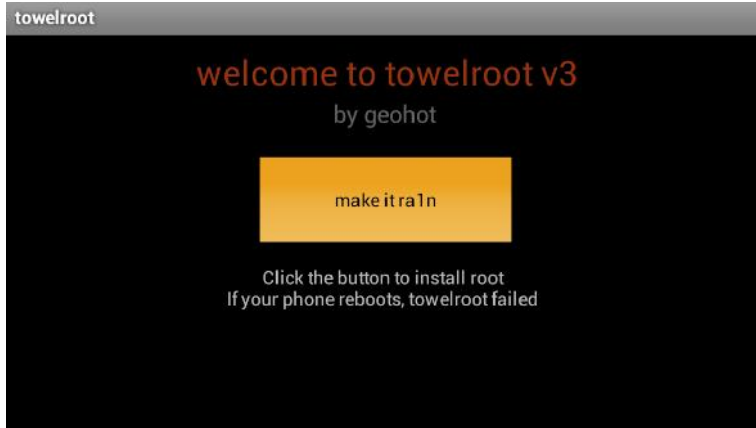 towelroot
welcome to towelroot v3
by geohot
make it ra1n
Click the button to install root
If your phone reboots, towelroot failed